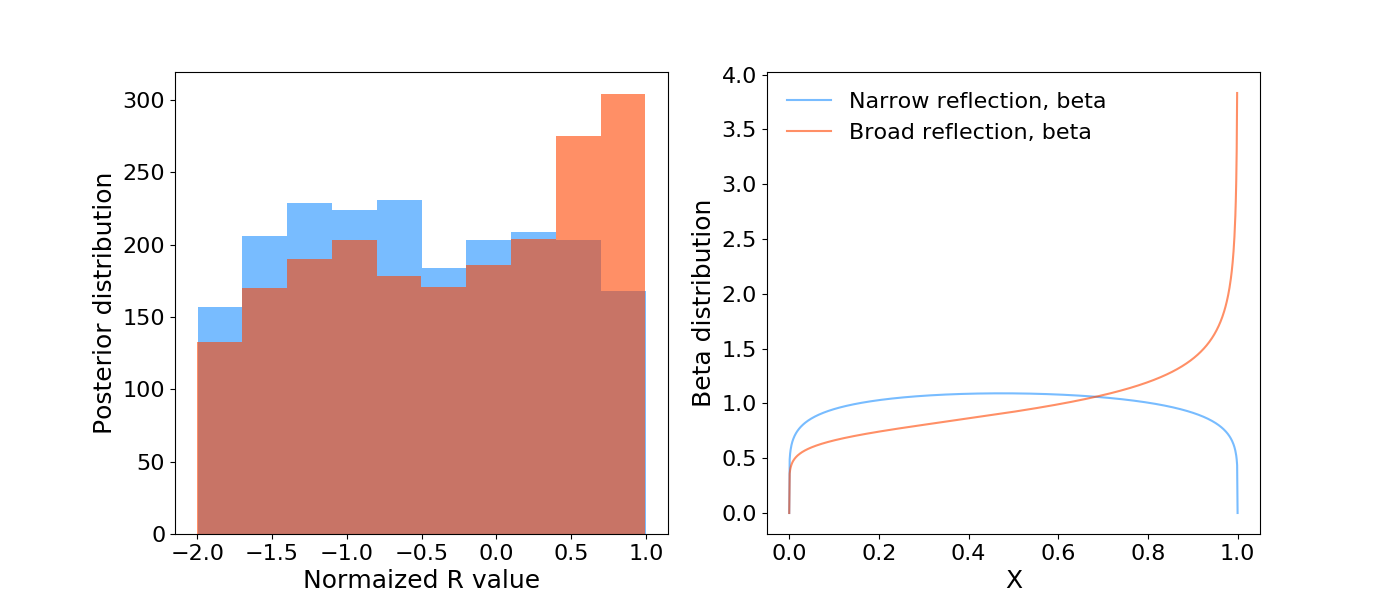 300
250
200
150
100
50
0
Posterior distribution
−2.0 −1.5 −1.0 −0.5 0.0 0.5 1.0
Normaized R value
4.0
3.5
3.0
2.5
2.0
1.5
1.0
0.5
0.0
Beta distribution
Narrow reflection, beta
Broad reflection, beta
0.0 0.2 0.4 0.6 0.8 1.0
X